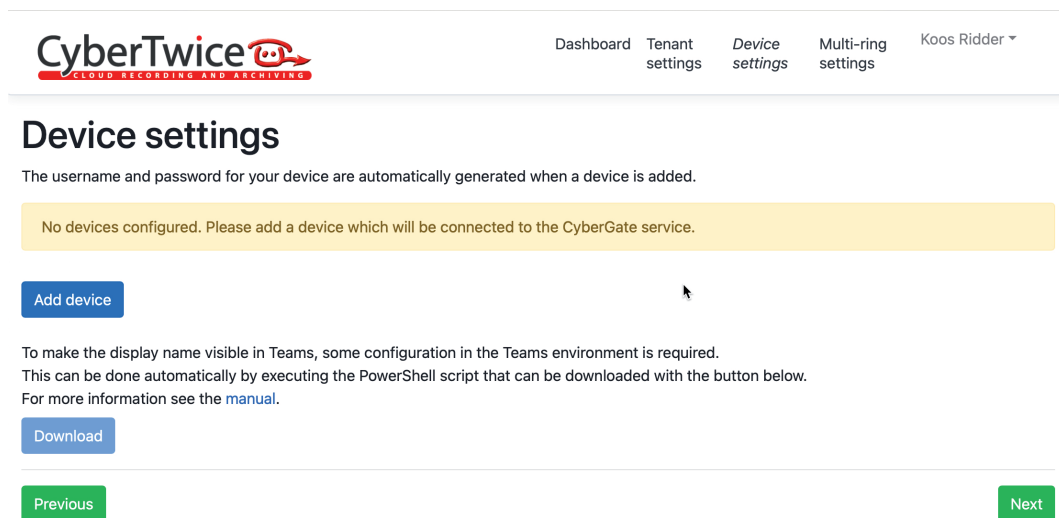 CyberTwice
CLOUD RECORDING AND ARCHIVING
Dashboard
Tenant
settings
Device
settings
Multi-ring
settings
Koos Ridder
Device settings
The username and password for your device are automatically generated when a device is added.
No devices configured. Please add a device which will be connected to the CyberGate service.
Add device
To make the display name visible in Teams, some configuration in the Teams environment is required.
This can be done automatically by executing the PowerShell script that can be downloaded with the button below.
For more information see the manual.
Download
Previous
Next